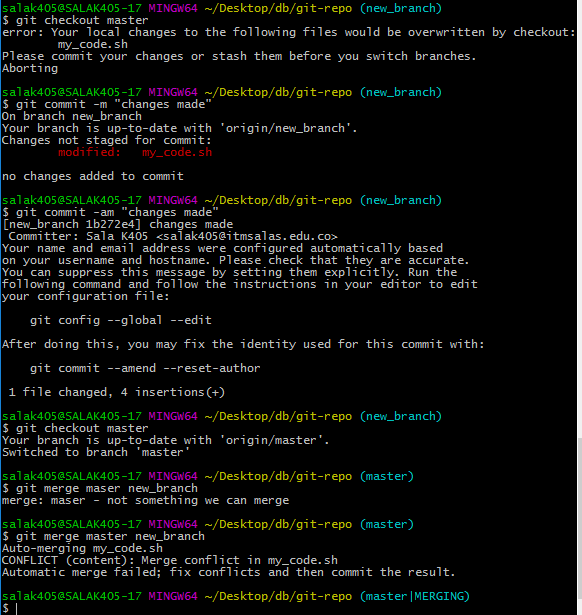 salak405@SALAK405-17 MINGW64 ~/Desktop/db/git-repo (new_branch)
$ git checkout master
error: Your local changes to the following files would be overwritten by checkout:
        my_code.sh
Please commit your changes or stash them before you switch branches.
Aborting

salak405@SALAK405-17 MINGW64 ~/Desktop/db/git-repo (new_branch)
$ git commit -m "changes made"
On branch new_branch
Your branch is up-to-date with 'origin/new_branch'.
Changes not staged for commit:
        modified:   my_code.sh

no changes added to commit

salak405@SALAK405-17 MINGW64 ~/Desktop/db/git-repo (new_branch)
$ git commit -am "changes made"
[new_branch 1b272e4] changes made
 Committer: Sala K405 <salak405@itmsalas.edu.co>
Your name and email address were configured automatically based
on your username and hostname. Please check that they are accurate.
You can suppress this message by setting them explicitly. Run the
following command and follow the instructions in your editor to edit
your configuration file:

    git config --global --edit

After doing this, you may fix the identity used for this commit with:

    git commit --amend --reset-author

 1 file changed, 4 insertions(+)

salak405@SALAK405-17 MINGW64 ~/Desktop/db/git-repo (new_branch)
$ git checkout master
Your branch is up-to-date with 'origin/master'.
Switched to branch 'master'

salak405@SALAK405-17 MINGW64 ~/Desktop/db/git-repo (master)
$ git merge maser new_branch
merge: maser - not something we can merge

salak405@SALAK405-17 MINGW64 ~/Desktop/db/git-repo (master)
$ git merge master new_branch
Auto-merging my_code.sh
CONFLICT (content): Merge conflict in my_code.sh
Automatic merge failed; fix conflicts and then commit the result.

salak405@SALAK405-17 MINGW64 ~/Desktop/db/git-repo (master|MERGING)
$